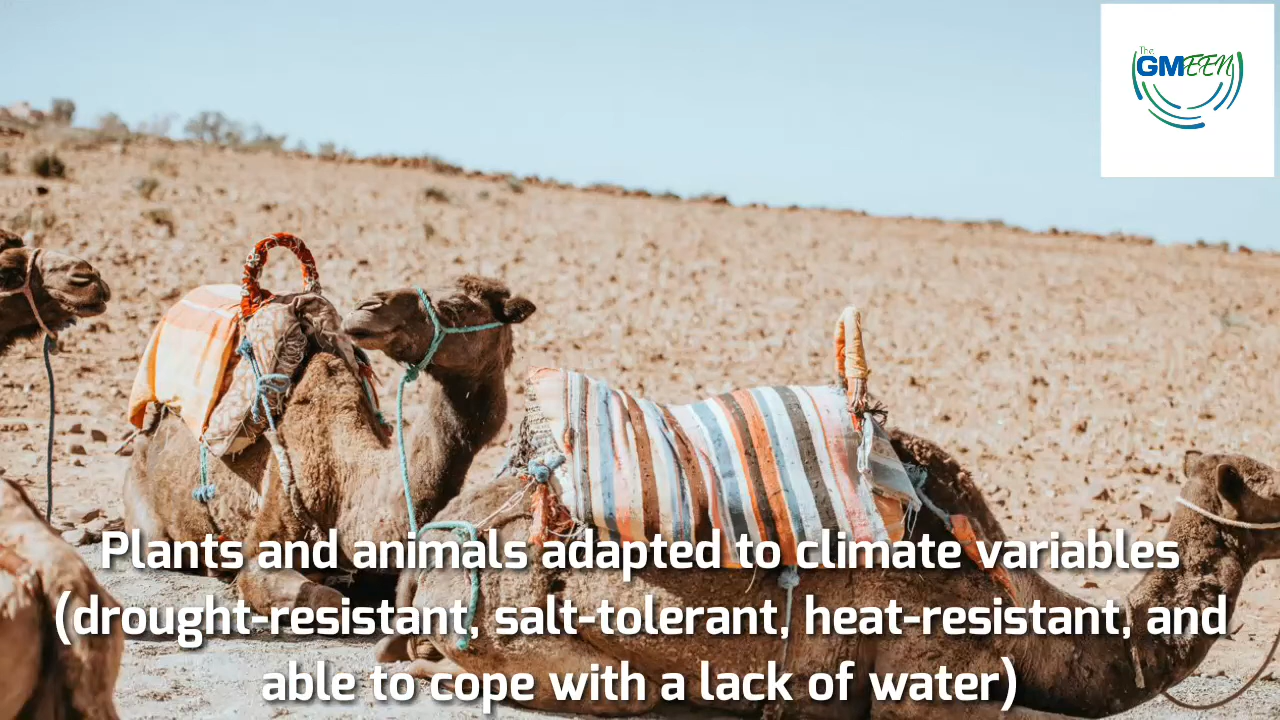 The
GMEEN
Plants and animals adapted to climate variables
(drought-resistant, salt-tolerant, heat-resistant, and
able to cope with a lack of water)